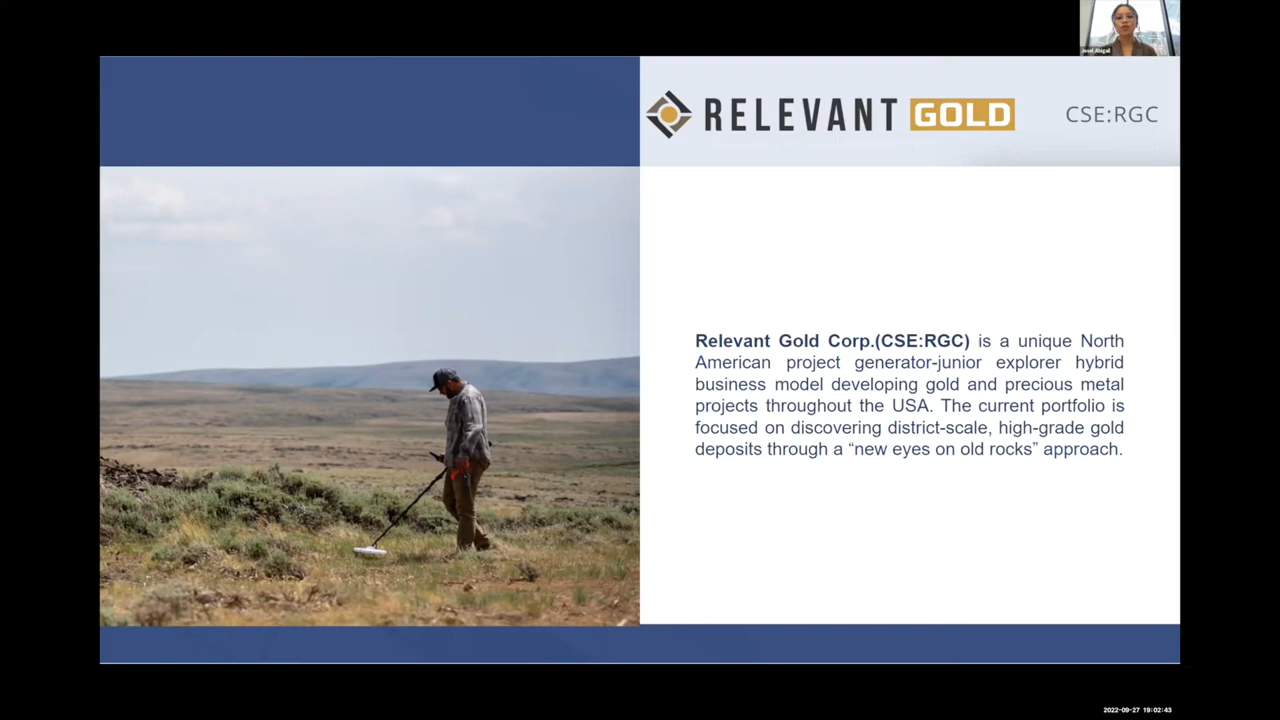 Josel Abigail
RELEVANT GOLD
CSE:RGC
Relevant Gold Corp.(CSE:RGC) is a unique North
American project generator-junior explorer hybrid
business model developing gold and precious metal
projects throughout the USA. The current portfolio is
focused on discovering district-scale, high-grade gold
deposits through a “new eyes on old rocks” approach.
2022-09-27 19:02:43